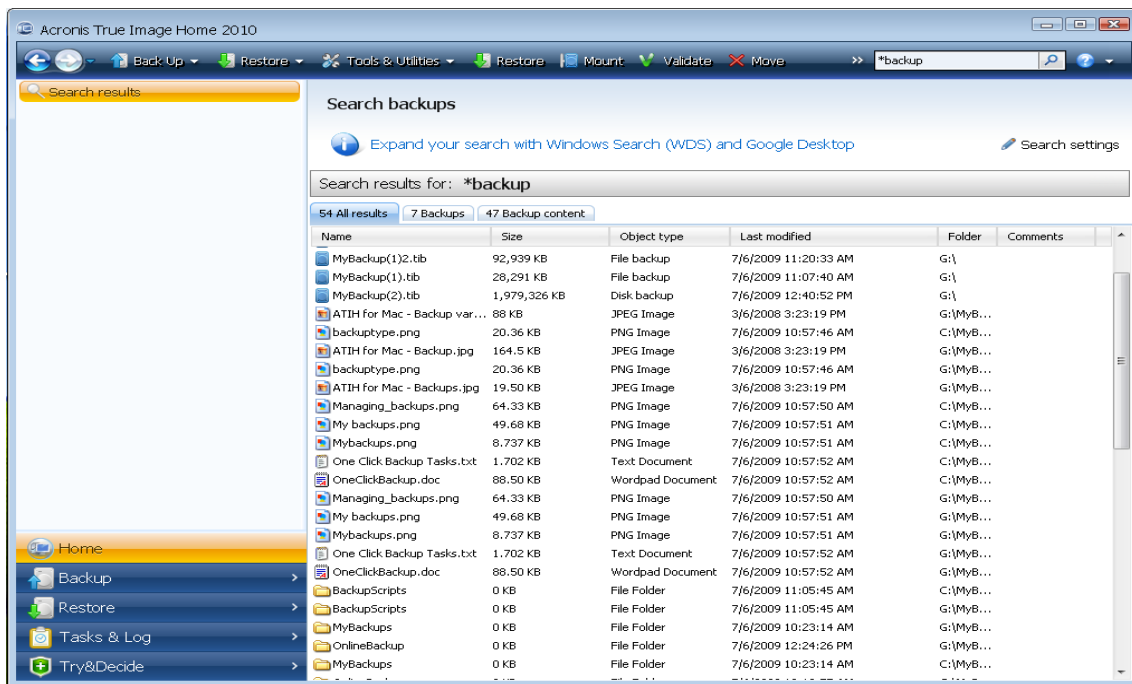 Acronis True Image Home 2010
Back Up Restore Tools & Utilities Restore Mount Validate Move >> *backup
Search results
Search backups
Expand your search with Windows Search (WDS) and Google Desktop Search settings
Search results for: *backup
54 All results 7 Backups 47 Backup content
Name Size Object type Last modified Folder Comments
MyBackup(1)2.tib 92,939 KB File backup 7/6/2009 11:20:33 AM G:\
MyBackup(1).tib 28,291 KB File backup 7/6/2009 11:07:40 AM G:\
MyBackup(2).tib 1,979,326 KB Disk backup 7/6/2009 12:40:52 PM G:\
ATIH for Mac - Backup var... 88 KB JPEG Image 3/6/2008 3:23:19 PM G:\MyB...
backuptype.png 20.36 KB PNG Image 7/6/2009 10:57:46 AM C:\MyB...
ATIH for Mac - Backup.jpg 164.5 KB JPEG Image 3/6/2008 3:23:19 PM G:\MyB...
backuptype.png 20.36 KB PNG Image 7/6/2009 10:57:46 AM G:\MyB...
ATIH for Mac - Backups.jpg 19.50 KB JPEG Image 3/6/2008 3:23:19 PM G:\MyB...
Managing_backups.png 64.33 KB PNG Image 7/6/2009 10:57:50 AM C:\MyB...
My backups.png 49.68 KB PNG Image 7/6/2009 10:57:51 AM C:\MyB...
Mybackups.png 8.737 KB PNG Image 7/6/2009 10:57:51 AM C:\MyB...
One Click Backup Tasks.txt 1.702 KB Text Document 7/6/2009 10:57:52 AM C:\MyB...
OneClickBackup.doc 88.50 KB Wordpad Document 7/6/2009 10:57:52 AM C:\MyB...
Managing_backups.png 64.33 KB PNG Image 7/6/2009 10:57:50 AM G:\MyB...
My backups.png 49.68 KB PNG Image 7/6/2009 10:57:51 AM G:\MyB...
Mybackups.png 8.737 KB PNG Image 7/6/2009 10:57:51 AM G:\MyB...
One Click Backup Tasks.txt 1.702 KB Text Document 7/6/2009 10:57:52 AM G:\MyB...
OneClickBackup.doc 88.50 KB Wordpad Document 7/6/2009 10:57:52 AM G:\MyB...
BackupScripts 0 KB File Folder 7/6/2009 11:05:45 AM G:\MyB...
BackupScripts 0 KB File Folder 7/6/2009 11:05:45 AM G:\MyB...
MyBackups 0 KB File Folder 7/6/2009 10:23:14 AM G:\MyB...
OnlineBackup 0 KB File Folder 7/6/2009 12:24:26 PM G:\MyB...
MyBackups 0 KB File Folder 7/6/2009 10:23:14 AM G:\MyB...
Home
Backup
Restore
Tasks & Log
Try&Decide